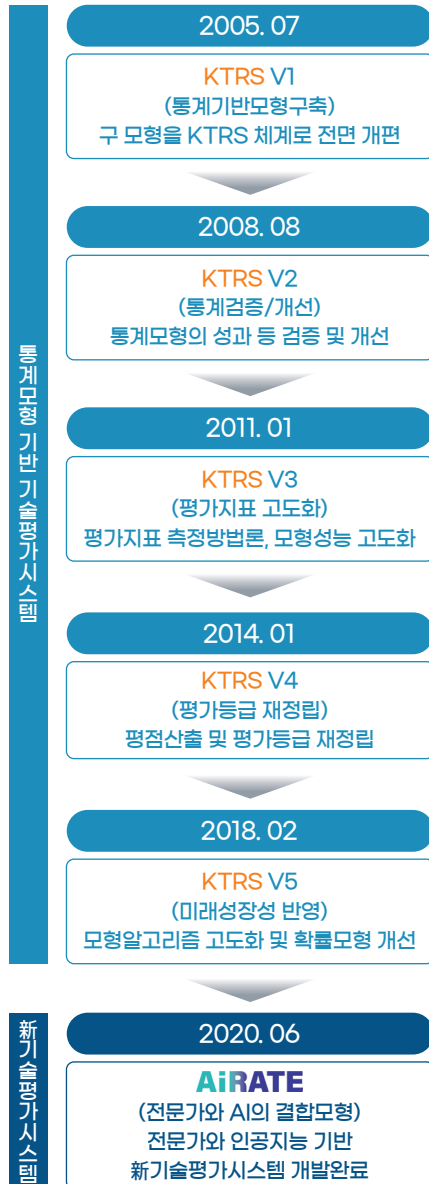 통계모형 기반 기술평가시스템
2005. 07
KTRS V1
(통계기반모형구축)
구 모형을 KTRS 체계로 전면 개편
2008. 08
KTRS V2
(통계검증/개선)
통계모형의 성과 등 검증 및 개선
2011. 01
KTRS V3
(평가지표 고도화)
평가지표 측정방법론, 모형성능 고도화
2014. 01
KTRS V4
(평가등급 재정립)
평점산출 및 평가등급 재정립
2018. 02
KTRS V5
(미래성장성 반영)
모형알고리즘 고도화 및 확률모형 개선
新기술평가시스템
2020. 06
AiRATE
(전문가와 AI의 결합모형)
전문가와 인공지능 기반
新기술평가시스템 개발완료